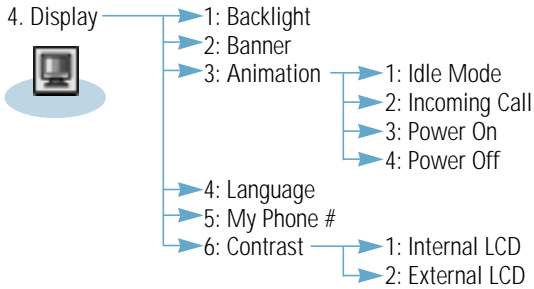 4. Display
1: Backlight
2: Banner
3: Animation
1: Idle Mode
2: Incoming Call
3: Power On
4: Power Off
4: Language
5: My Phone #
6: Contrast
1: Internal LCD
2: External LCD